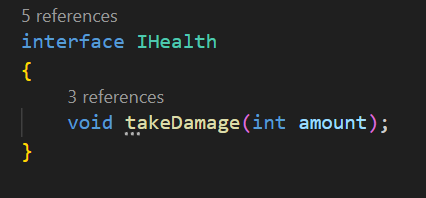 5 references
interface IHealth
{
3 references
void takeDamage(int amount);
}